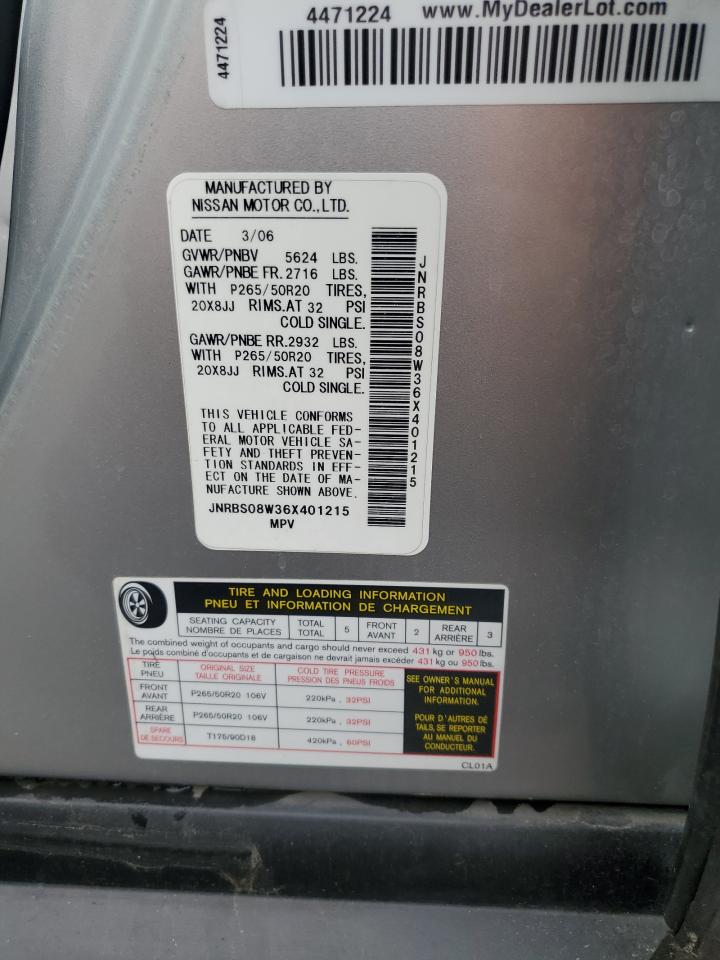 4471224
4471224 www.MyDealerLot.com
MANUFACTURED BY
NISSAN MOTOR CO.,LTD.
DATE 3/06
GVWR/PNBV 5624 LBS.
GAWR/PNBE FR. 2716 LBS.
WITH P265/50R20 TIRES,
20X8JJ RIMS.AT 32 PSI
COLD SINGLE.
GAWR/PNBE RR. 2932 LBS.
WITH P265/50R20 TIRES,
20X8JJ RIMS.AT 32 PSI
COLD SINGLE.
THIS VEHICLE CONFORMS
TO ALL APPLICABLE FED-
ERAL MOTOR VEHICLE SA-
FETY AND THEFT PREVEN-
TION STANDARDS IN EFF-
ECT ON THE DATE OF MA-
NUFACTURE SHOWN ABOVE.
JNRBS08W36X401215
MPV
JNRBS08W36X401215
TIRE AND LOADING INFORMATION
PNEU ET INFORMATION DE CHARGEMENT
SEATING CAPACITY TOTAL 5 FRONT 2 REAR 3
NOMBRE DE PLACES TOTAL AVANT ARRIÈRE
The combined weight of occupants and cargo should never exceed 431 kg or 950 lbs.
Le poids combiné des occupants et cargaison ne devrait jamais excéder 431 kg ou 950 lbs.
TIRE ORIGINAL SIZE COLD TIRE PRESSURE
PNEU TAILLE ORIGINALE PRESSION DES PNEUS FROIDS
FRONT
AVANT P265/50R20 106V 220kPa , 32PSI
REAR
ARRIÈRE P265/50R20 106V 220kPa , 32PSI
SPARE
DE SECOURS T175/90D18 420kPa , 60PSI
SEE OWNER'S MANUAL
FOR ADDITIONAL
INFORMATION.
POUR D'AUTRES DÉ
TAILS, SE REPORTER
AU MANUEL DU
CONDUCTEUR.
CL01A